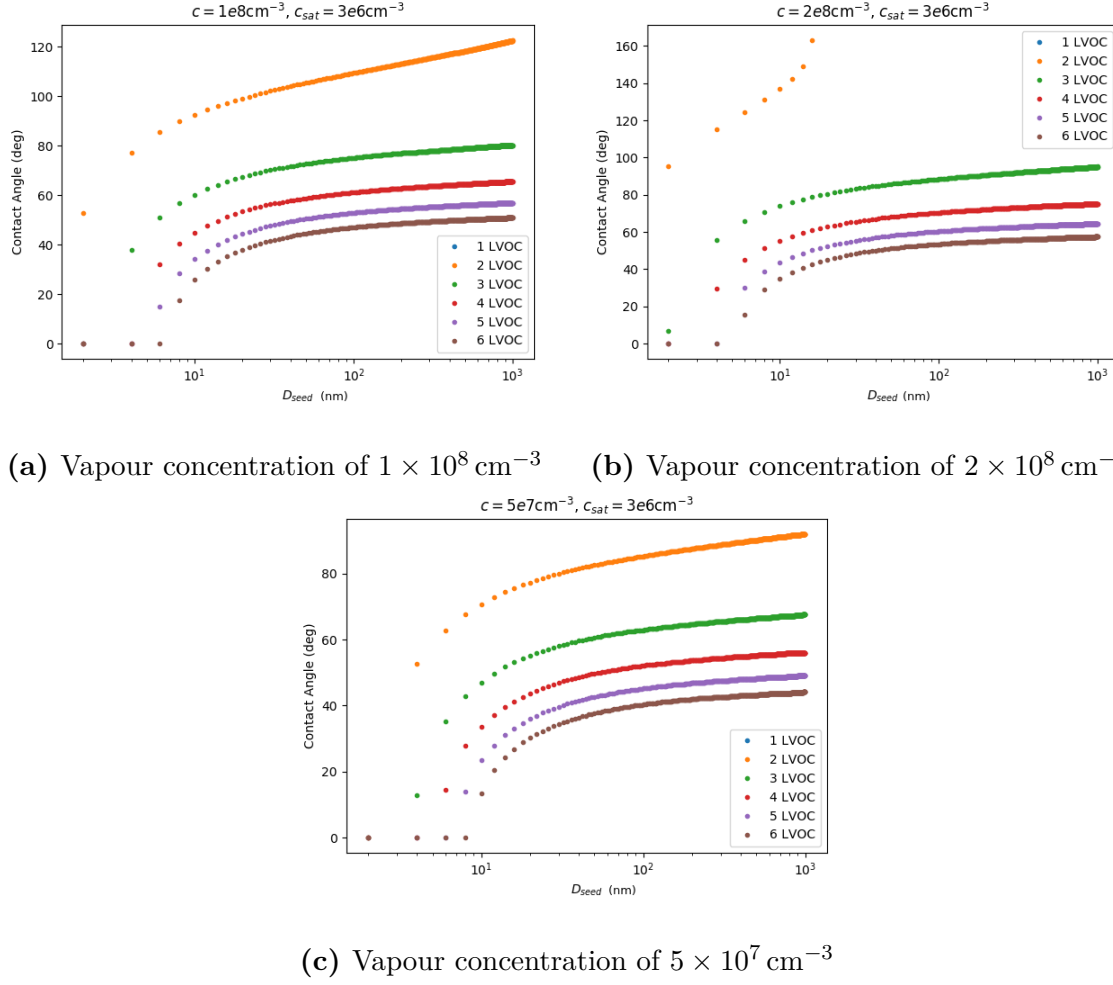 c = 1e8cm⁻³, c_sat = 3e6cm⁻³
Contact Angle (deg)
120
100
80
60
40
20
0
1 LVOC
2 LVOC
3 LVOC
4 LVOC
5 LVOC
6 LVOC
10¹
10²
10³
D_seed (nm)
(a) Vapour concentration of 1 × 10⁸ cm⁻³
c = 2e8cm⁻³, c_sat = 3e6cm⁻³
Contact Angle (deg)
160
140
120
100
80
60
40
20
0
1 LVOC
2 LVOC
3 LVOC
4 LVOC
5 LVOC
6 LVOC
10¹
10²
10³
D_seed (nm)
(b) Vapour concentration of 2 × 10⁸ cm⁻
c = 5e7cm⁻³, c_sat = 3e6cm⁻³
Contact Angle (deg)
80
60
40
20
0
1 LVOC
2 LVOC
3 LVOC
4 LVOC
5 LVOC
6 LVOC
10¹
10²
10³
D_seed (nm)
(c) Vapour concentration of 5 × 10⁷ cm⁻³